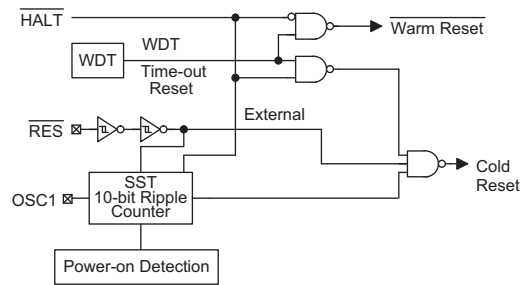 HALT
WDT
WDT
Time-out
Reset
Warm Reset
RES
External
Cold
Reset
OSC1
SST
10-bit Ripple
Counter
Power-on Detection